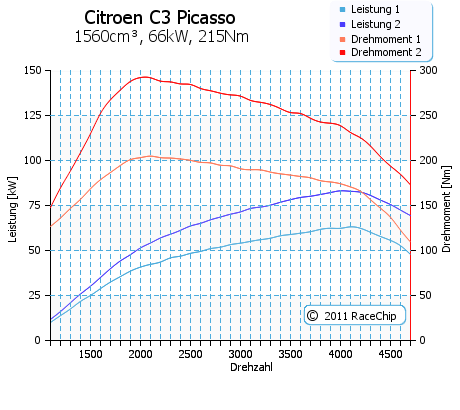 Citroen C3 Picasso
1560cm³, 66kW, 215Nm
Leistung 1
Leistung 2
Drehmoment 1
Drehmoment 2
150
125
100
75
50
25
0
Leistung [kW]
300
250
200
150
100
50
0
Drehmoment [Nm]
© 2011 RaceChip
1500 2000 2500 3000 3500 4000 4500
Drehzahl